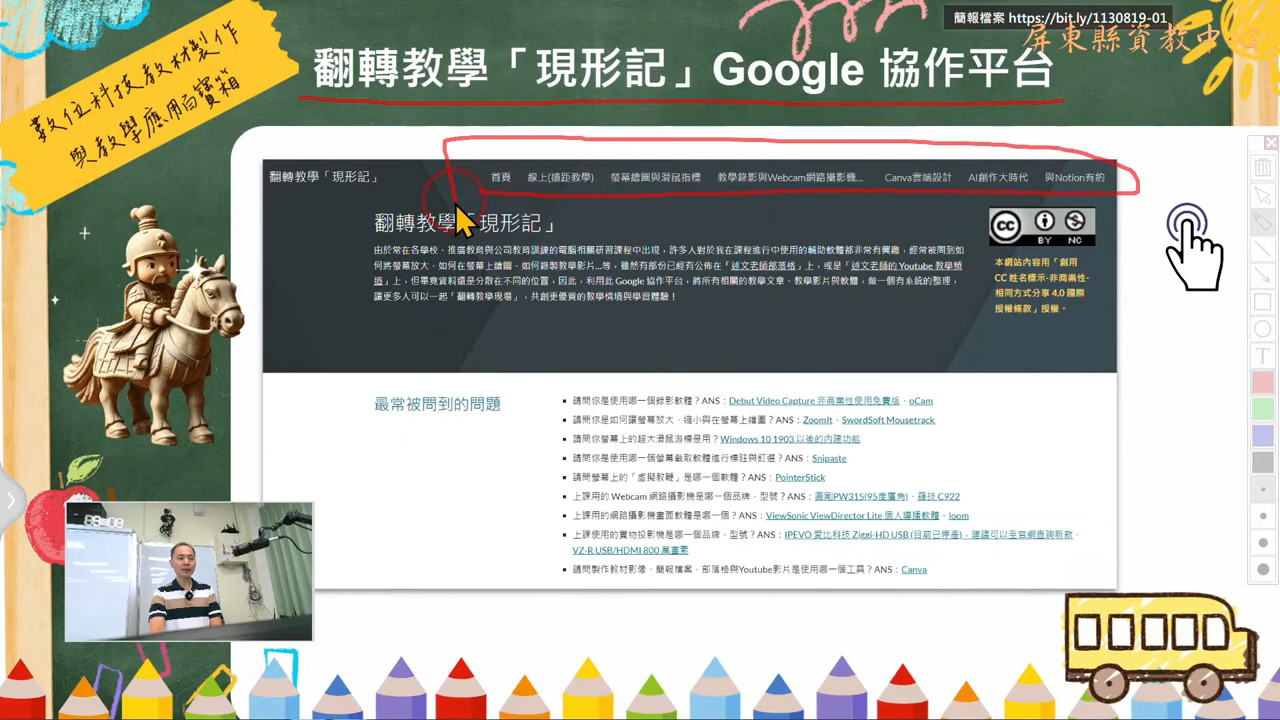 簡報檔案 https://bit.ly/1130819-01
屏東縣資教中心
數位科技教材製作
與教學應用百寶箱
翻轉教學「現形記」Google 協作平台
翻轉教學「現形記」
首頁 線上(遠距教學) 螢幕繪圖與滑鼠指標 教學錄影與Webcam網路攝影機... Canva雲端設計 AI創作大時代 與Notion有約
翻轉教學「現形記」
由於常在各學校、推廣教育與公司教育訓練的電腦相關研習課程中出現，許多人對於我在課程進行中使用的輔助軟體都非常有興趣，經常被問到如
何將螢幕放大、如何在螢幕上繪圖、如何錄製教學影片...等，雖然有部份已經有公佈在「述文老師部落格」上，或是「述文老師的 Youtube 教學頻
道」上，但畢竟資料還是分散在不同的位置，因此，利用此 Google 協作平台，將所有相關的教學文章、教學影片與軟體，做一個有系統的整理，
讓更多人可以一起「翻轉教學現場」，共創更優質的教學情境與學習體驗！
CC BY NC
本網站內容用「創用
CC 姓名標示-非商業性-
相同方式分享 4.0 國際
授權條款」授權。
最常被問到的問題
請問你是使用哪一個錄影軟體？ANS：Debut Video Capture 非商業性使用免費版、oCam
請問你是如何讓螢幕放大、縮小與在螢幕上繪圖？ANS：ZoomIt、SwordSoft Mousetrack
請問你螢幕上的超大滑鼠游標是用？Windows 10 1903 以後的內建功能
請問你是使用哪一個螢幕截取軟體進行標註與釘選？ANS：Snipaste
請問螢幕上的「虛擬教鞭」是哪一個軟體？ANS：PointerStick
上課用的 Webcam 網路攝影機是哪一個品牌、型號？ANS：圓剛PW315(95度廣角)、羅技 C922
上課用的網路攝影機畫面軟體是哪一個？ANS：ViewSonic ViewDirector Lite 個人導播軟體、loom
上課使用的實物投影機是哪一個品牌、型號？ANS：IPEVO 愛比科技 Ziggi-HD USB (目前已停產)，建議可以至官網查詢新款、
VZ-R USB/HDMI 800 萬畫素
請問製作教材影像、簡報檔案、部落格與Youtube影片是使用哪一個工具？ANS：Canva